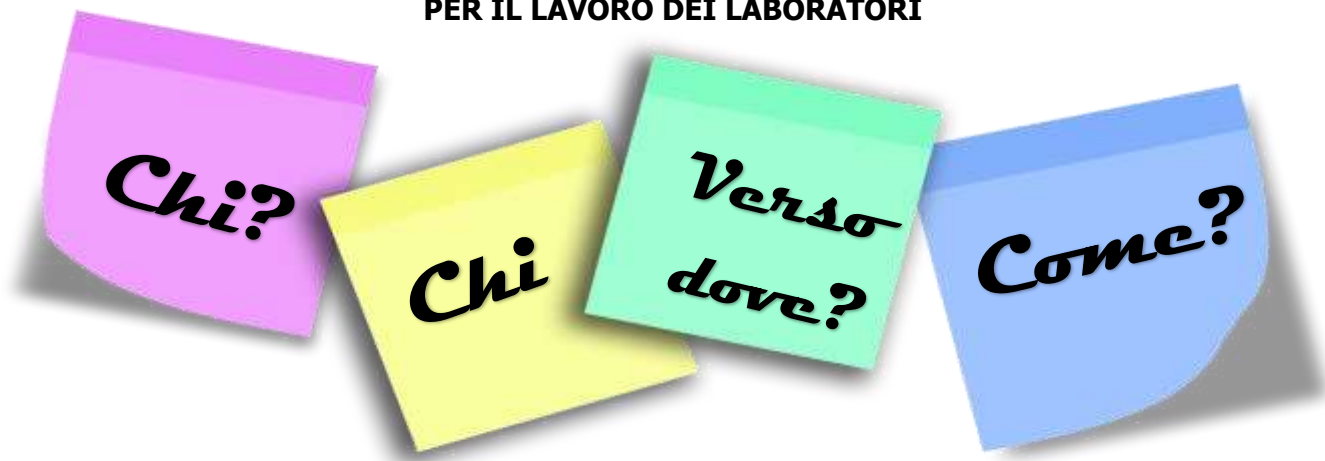 PER IL LAVORO DEI LABORATORI
Chi?
Chi
Verso
dove?
Come?